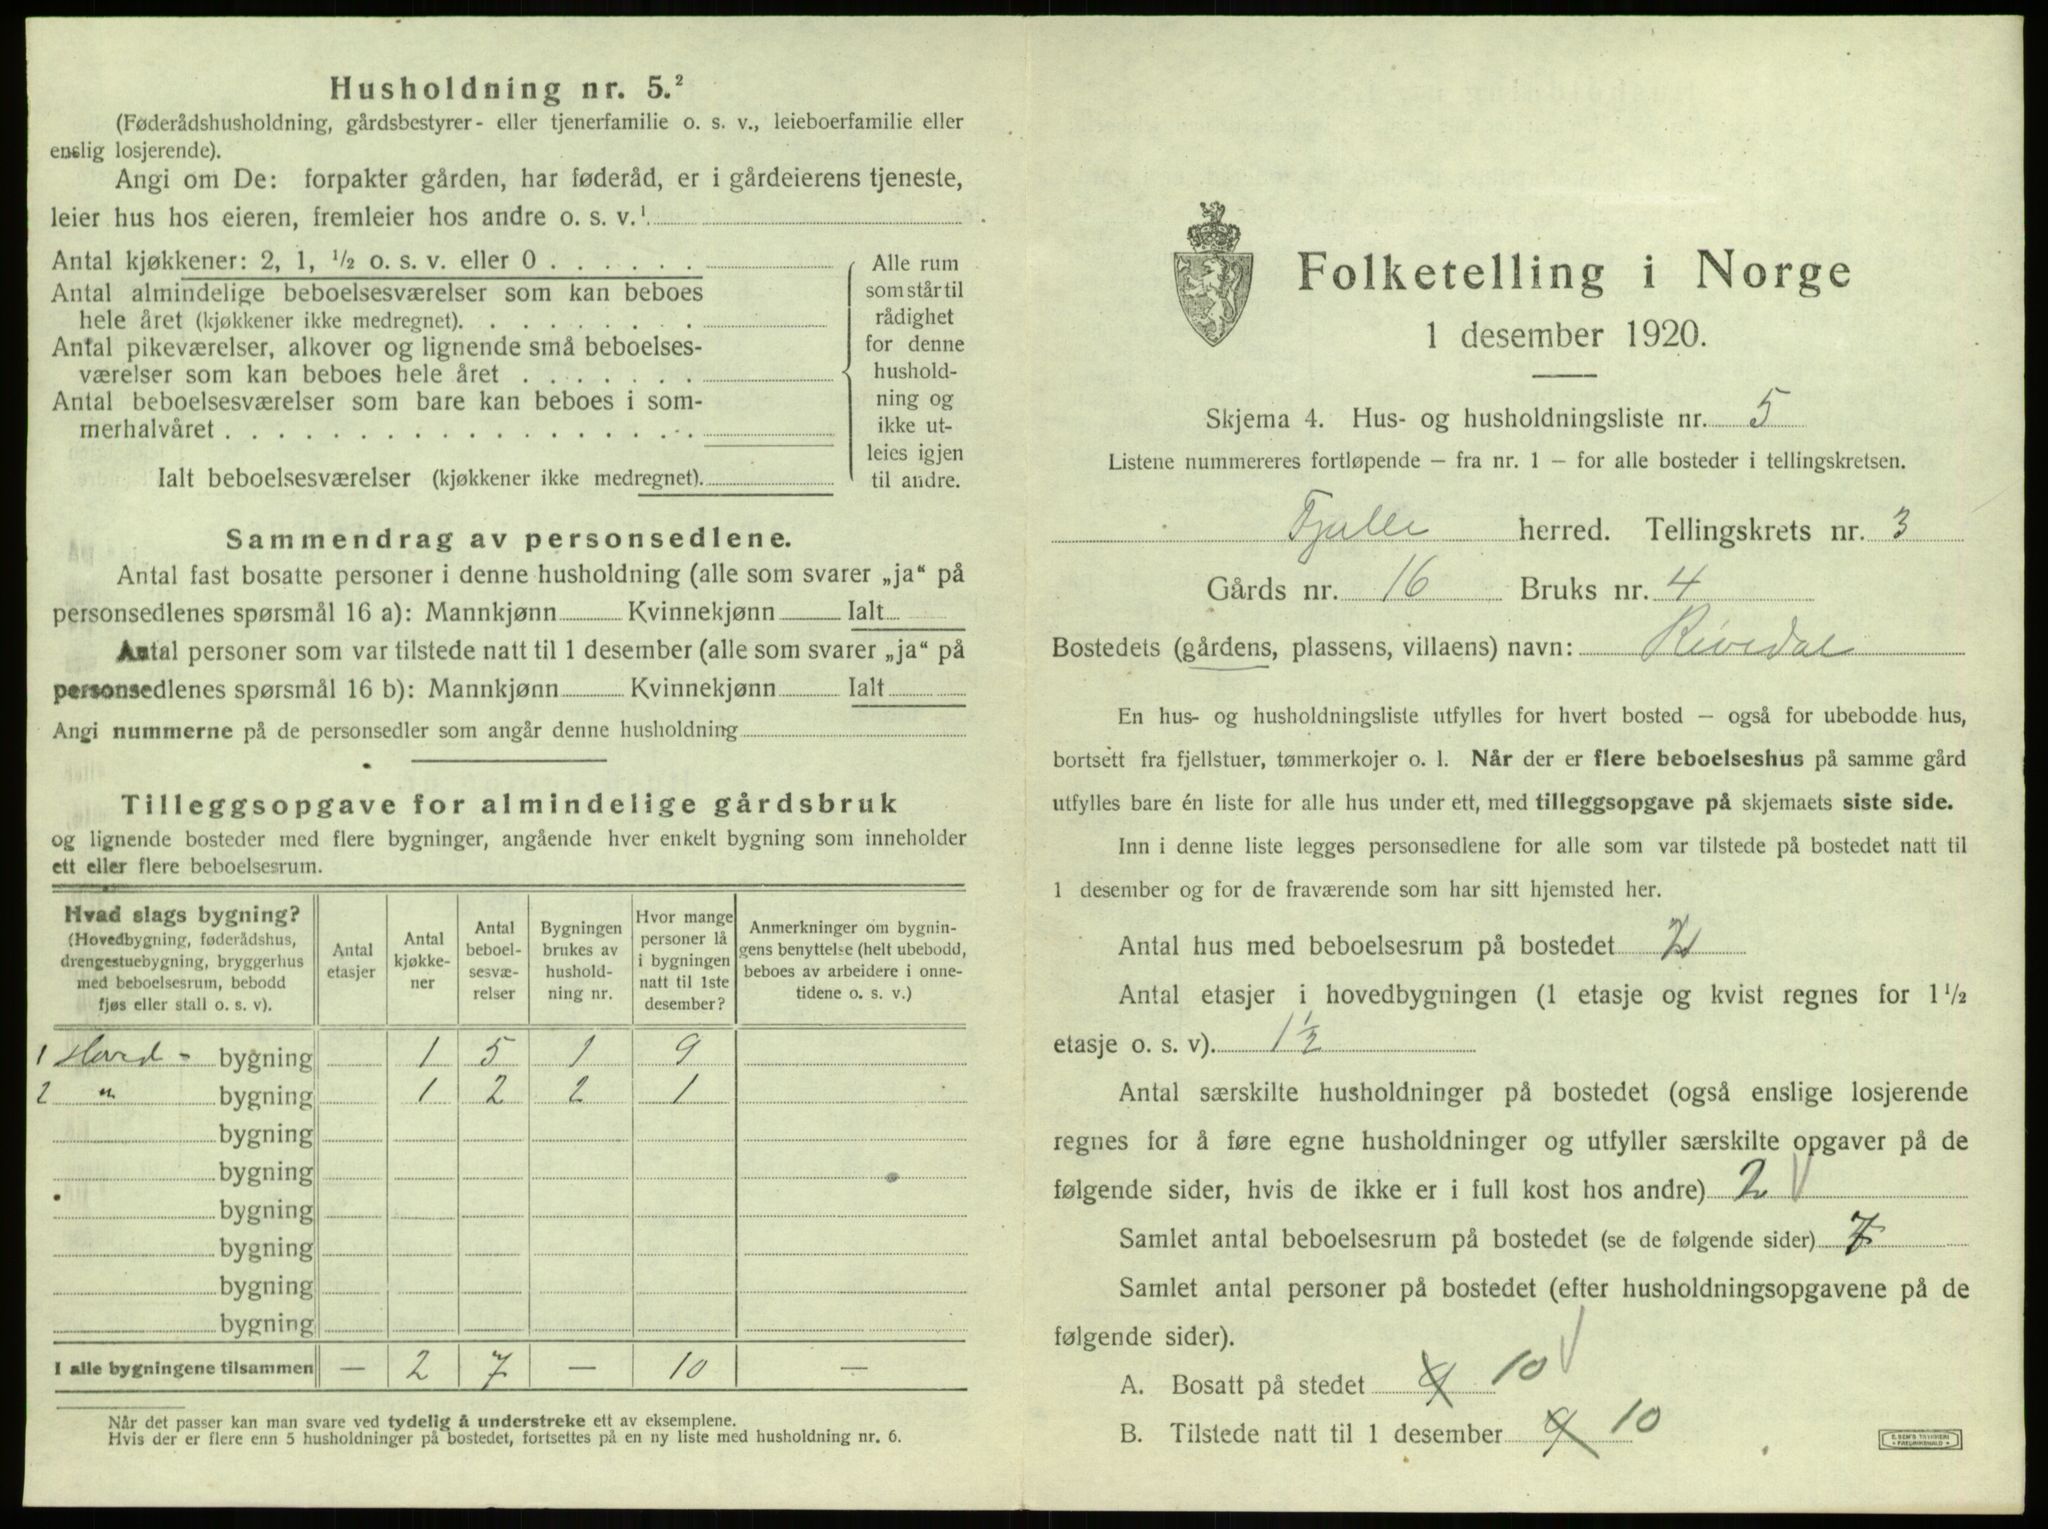 Husholdning nr. 5.²
(Føderådshusholdning, gårdsbestyrer- eller tjenerfamilie o. s. v., leieboerfamilie eller
enslig losjerende).
Angi om De: forpakter gården, har føderåd, er i gårdeierens tjeneste,
leier hus hos eieren, fremleier hos andre o. s. v.¹
Antal kjøkkener: 2, 1, ½ o. s. v. eller 0
Antal almindelige beboelsesværelser som kan beboes
hele året (kjøkkener ikke medregnet).
Antal pikeværelser, alkover og lignende små beboelses-
værelser som kan beboes hele året
Antal beboelsesværelser som bare kan beboes i som-
merhalvåret
Ialt beboelsesværelser (kjøkkener ikke medregnet).
Alle rum
som står til
rådighet
for denne
hushold-
ning og
ikke ut-
leies igjen
til andre.
Sammendrag av personsedlene.
Antal fast bosatte personer i denne husholdning (alle som svarer „ja“ på
personsedlenes spørsmål 16 a): Mannkjønn Kvinnekjønn Ialt
Antal personer som var tilstede natt til 1 desember (alle som svarer „ja“ på
personsedlenes spørsmål 16 b): Mannkjønn Kvinnekjønn Ialt
Angi nummerne på de personsedler som angår denne husholdning
Tilleggsopgave for almindelige gårdsbruk
og lignende bosteder med flere bygninger, angående hver enkelt bygning som inneholder
ett eller flere beboelsesrum.
Hvad slags bygning?
(Hovedbygning, føderådshus,
drengestuebygning, bryggerhus
med beboelsesrum, bebodd
fjøs eller stall o. s. v).
Antal
etasjer
Antal
kjøkke-
ner
Antal
beboel-
sesvæ-
relser
Bygningen
brukes av
hushold-
ning nr.
Hvor mange
personer lå
i bygningen
natt til 1ste
desember?
Anmerkninger om bygnin-
gens benyttelse (helt ubebodd,
beboes av arbeidere i onne-
tidene o. s. v.)
1 Hoved- bygning 1 5 1 9
2 " bygning 1 2 2 1
bygning
bygning
bygning
bygning
bygning
bygning
I alle bygningene tilsammen — 2 7 — 10 —
Når det passer kan man svare ved tydelig å understreke ett av eksemplene.
Hvis der er flere enn 5 husholdninger på bostedet, fortsettes på en ny liste med husholdning nr. 6.
Folketelling i Norge
1 desember 1920.
Skjema 4. Hus- og husholdningsliste nr. 5
Listene nummereres fortløpende – fra nr. 1 – for alle bosteder i tellingskretsen.
Fjaller herred. Tellingskrets nr. 3
Gårds nr. 16 Bruks nr. 4
Bostedets (gårdens, plassens, villaens) navn: Rivedal
En hus- og husholdningsliste utfylles for hvert bosted – også for ubebodde hus,
bortsett fra fjellstuer, tømmerkojer o. l. Når der er flere beboelseshus på samme gård
utfylles bare én liste for alle hus under ett, med tilleggsopgave på skjemaets siste side.
Inn i denne liste legges personsedlene for alle som var tilstede på bostedet natt til
1 desember og for de fraværende som har sitt hjemsted her.
Antal hus med beboelsesrum på bostedet 2
Antal etasjer i hovedbygningen (1 etasje og kvist regnes for 1½
etasje o. s. v). 1½
Antal særskilte husholdninger på bostedet (også enslige losjerende
regnes for å føre egne husholdninger og utfyller særskilte opgaver på de
følgende sider, hvis de ikke er i full kost hos andre) 2 √
Samlet antal beboelsesrum på bostedet (se de følgende sider) 7
Samlet antal personer på bostedet (efter husholdningsopgavene på de
følgende sider).
A. Bosatt på stedet 9 10 √
B. Tilstede natt til 1 desember 9 10
E. SEM'S TRYKKERI
• FREDRIKSHALD •